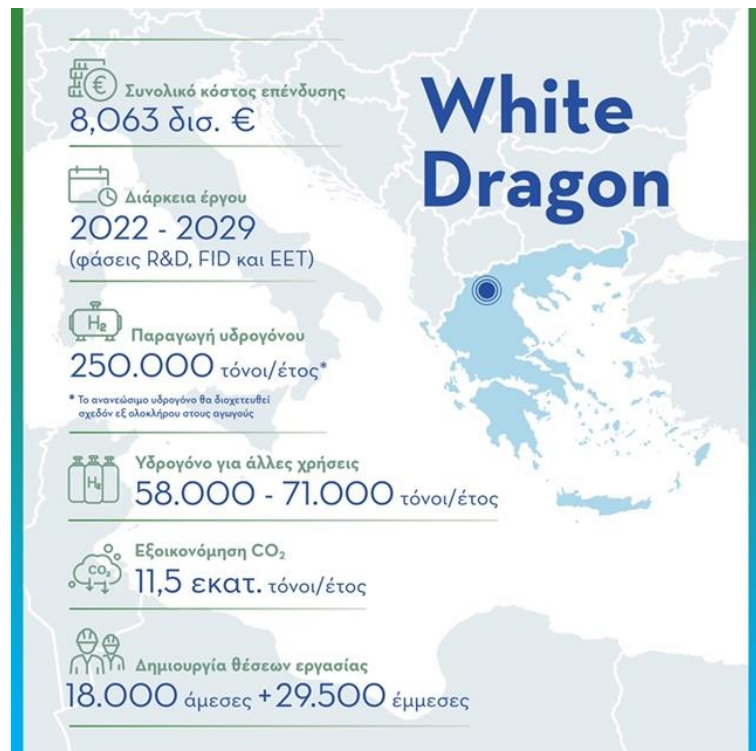 Συνολικό κόστος επένδυσης
8,063 δισ. €
White
Dragon
Διάρκεια έργου
2022 - 2029
(φάσεις R&D, FID και ΕΕΤ)
H₂
Παραγωγή υδρογόνου
250.000 τόνοι/έτος*
* Το ανανεώσιμο υδρογόνο θα διοχετευθεί
σχεδόν εξ ολοκλήρου στους αγωγούς
H₂
Υδρογόνο για άλλες χρήσεις
58.000 - 71.000 τόνοι/έτος
CO₂
Εξοικονόμηση CO₂
11,5 εκατ. τόνοι/έτος
Δημιουργία θέσεων εργασίας
18.000 άμεσες + 29.500 έμμεσες